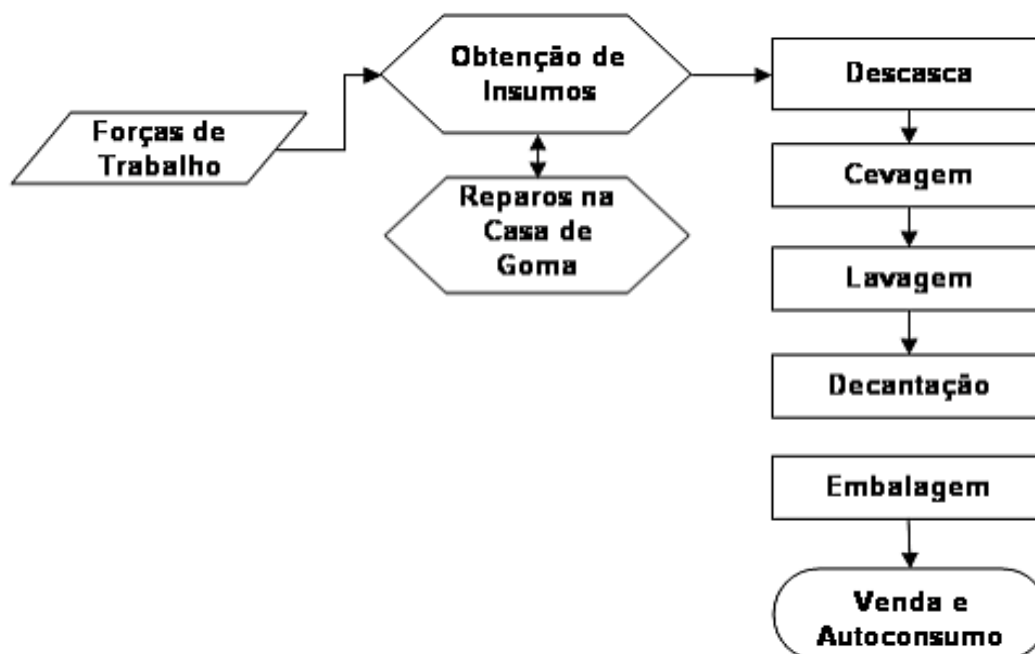 Forças de
Trabalho
Obtenção de
Insumos
Reparos na
Casa de
Goma
Descasca
Cevagem
Lavagem
Decantação
Embalagem
Venda e
Autoconsumo